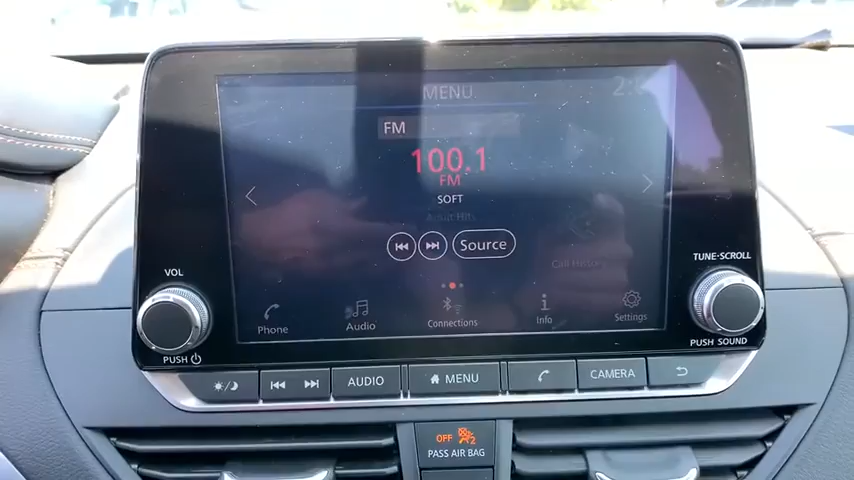 MENU
FM
100.1
FM
SOFT
Adult Hits
Source
Call History
Phone
Audio
Connections
Info
Settings
VOL
PUSH
TUNE·SCROLL
PUSH SOUND
AUDIO
MENU
CAMERA
OFF
PASS AIR BAG